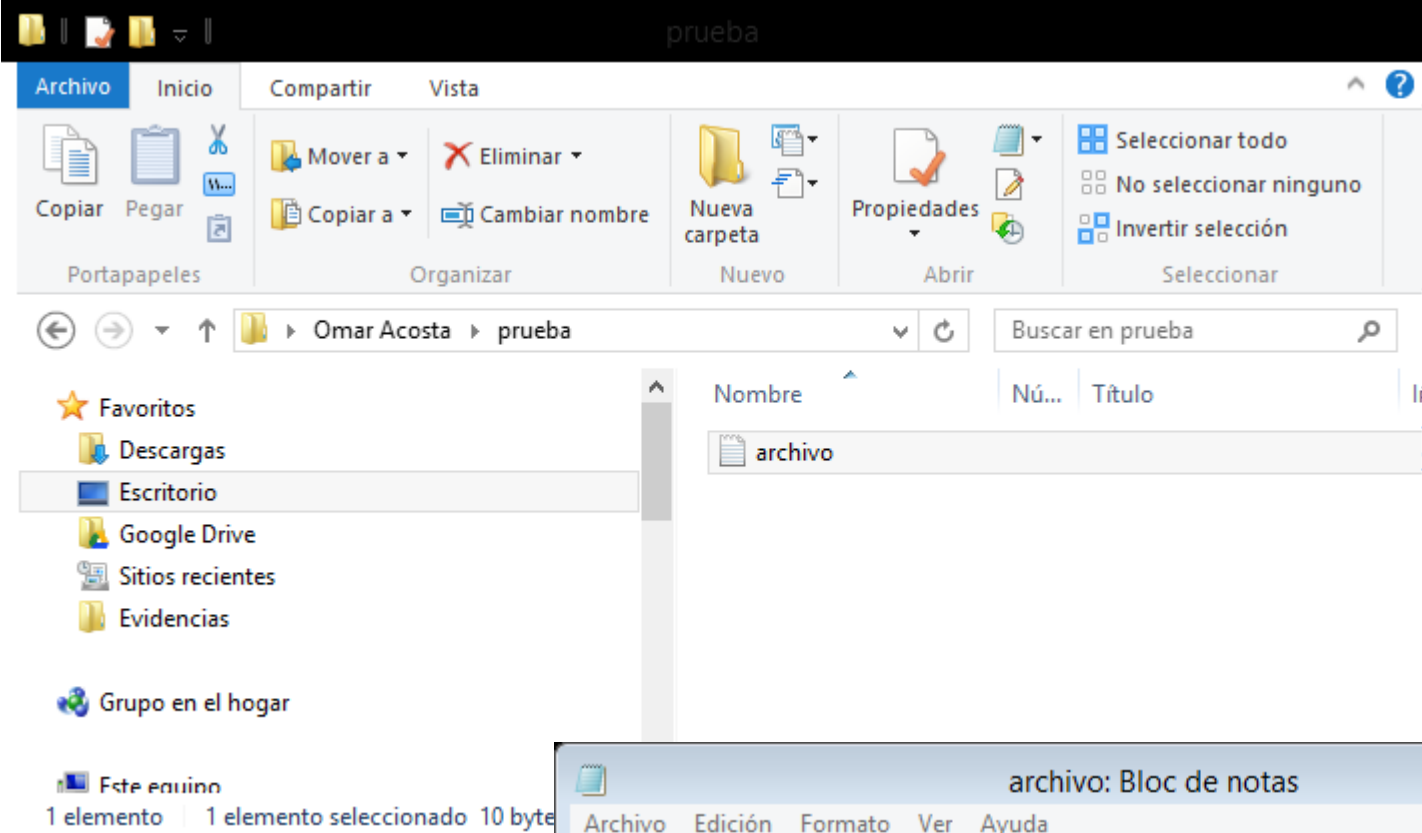 prueba
Archivo Inicio Compartir Vista
Mover a Eliminar Seleccionar todo
Copiar Pegar Copiar a Cambiar nombre Nueva carpeta Propiedades No seleccionar ninguno
Invertir selección
Portapapeles Organizar Nuevo Abrir Seleccionar
Omar Acosta prueba Buscar en prueba
Nombre Nú... Título
Favoritos
archivo
Descargas
Escritorio
Google Drive
Sitios recientes
Evidencias
Grupo en el hogar
Este equipo
archivo: Bloc de notas
1 elemento 1 elemento seleccionado 10 byte
Archivo Edición Formato Ver Ayuda